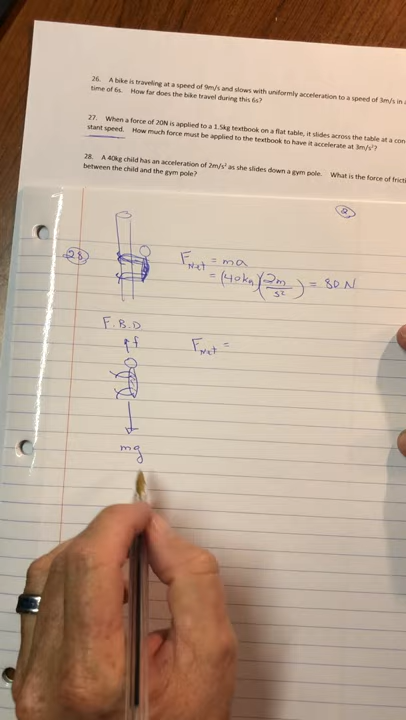 26. A bike is traveling at a speed of 9m/s and slows with uniformly acceleration to a speed of 3m/s in a
time of 6s. How far does the bike travel during this 6s?
27. When a force of 20N is applied to a 1.5kg textbook on a flat table, it slides across the table at a con
stant speed. How much force must be applied to the textbook to have it accelerate at 3m/s²?
28. A 40kg child has an acceleration of 2m/s² as she slides down a gym pole. What is the force of fricti
between the child and the gym pole?
28
F_Net = ma
= (40kg)(2m/s²) = 80 N
F.B.D
f
F_Net =
mg